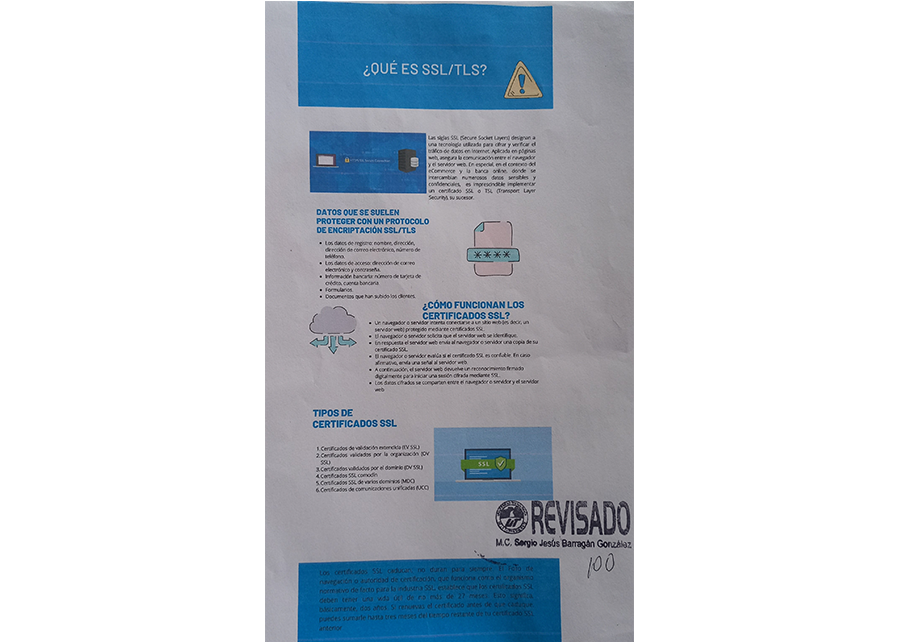 ¿QUÉ ES SSL/TLS?
Las siglas SSL (Secure Socket Layers) designan a
una tecnología utilizada para cifrar y verificar el
tráfico de datos en Internet. Aplicada en páginas
web, asegura la comunicación entre el navegador
y el servidor web. En especial, en el contexto del
eCommerce y la banca online, donde se
intercambian numerosos datos sensibles y
confidenciales, es imprescindible implementar
un certificado SSL o TSL (Transport Layer
Security), su sucesor.
DATOS QUE SE SUELEN
PROTEGER CON UN PROTOCOLO
DE ENCRIPTACIÓN SSL/TLS
Los datos de registro: nombre, dirección,
dirección de correo electrónico, número de
teléfono.
Los datos de acceso: dirección de correo
electrónico y contraseña.
Información bancaria: número de tarjeta de
crédito, cuenta bancaria.
Formularios.
Documentos que han subido los clientes.
¿CÓMO FUNCIONAN LOS
CERTIFICADOS SSL?
Un navegador o servidor intenta conectarse a un sitio web (es decir, un
servidor web) protegido mediante certificados SSL.
El navegador o servidor solicita que el servidor web se identifique.
En respuesta el servidor web envía al navegador o servidor una copia de su
certificado SSL.
El navegador o servidor evalúa si el certificado SSL es confiable. En caso
afirmativo, envía una señal al servidor web.
A continuación, el servidor web devuelve un reconocimiento firmado
digitalmente para iniciar una sesión cifrada mediante SSL.
Los datos cifrados se comparten entre el navegador o servidor y el servidor
web
TIPOS DE
CERTIFICADOS SSL
1. Certificados de validación extendida (EV SSL)
2. Certificados validados por la organización (OV
SSL)
3. Certificados validados por el dominio (DV SSL)
4. Certificados SSL comodín
5. Certificados SSL de varios dominios (MDC)
6. Certificados de comunicaciones unificadas (UCC)
SSL
REVISADO
M.C. Sergio Jesús Barragán González
100
Los certificados SSL caducan; no duran para siempre. El
navegación la autoridad de certificación, que funciona como el organismo
normativo de facto para la industria SSL, establece que los certificados SSL
deben tener una vida útil de no más de 27 meses. Esto significa,
básicamente, dos años. Si renuevas el certificado antes de
puedes sumarle hasta tres meses del tiempo restante de tu certificado SSL
anterior.